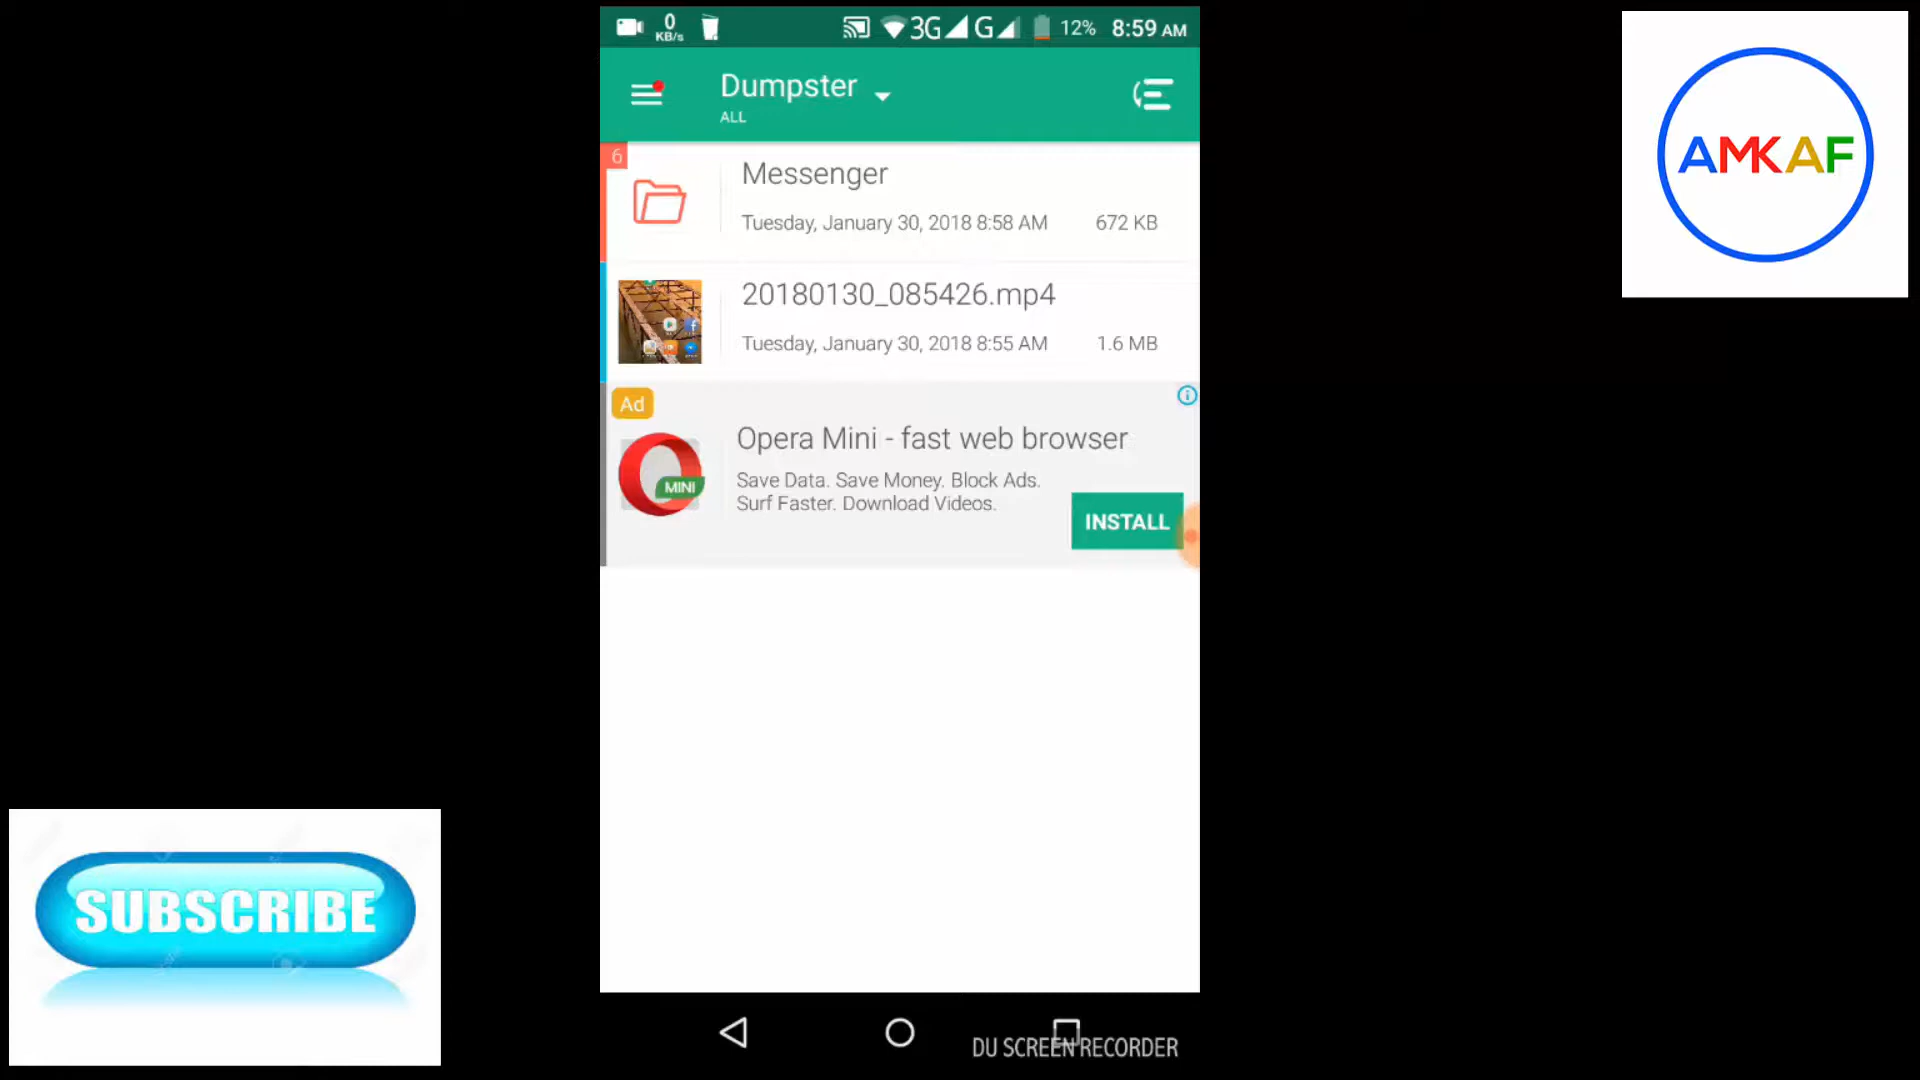 0
KB/s
3G
G
12%
8:59 AM
Dumpster
ALL
6
Messenger
Tuesday, January 30, 2018 8:58 AM
672 KB
20180130_085426.mp4
Tuesday, January 30, 2018 8:55 AM
1.6 MB
Ad
Opera Mini - fast web browser
MINI
Save Data. Save Money. Block Ads.
Surf Faster. Download Videos.
INSTALL
DU SCREEN RECORDER
AMKAF
SUBSCRIBE